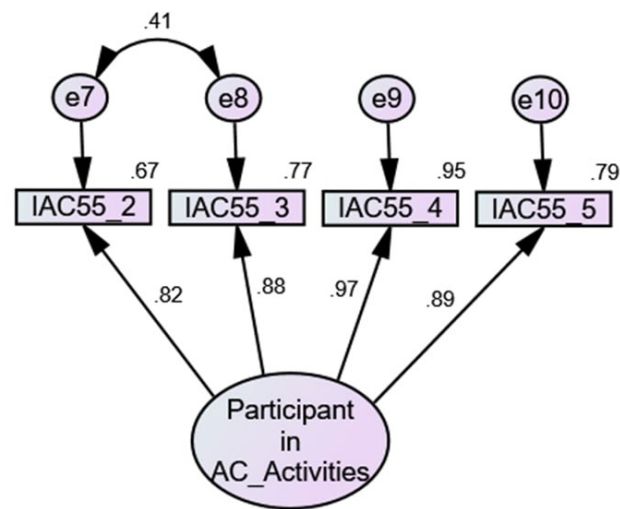 .41
e7 e8 e9 e10
.67 .77 .95 .79
IAC55_2 IAC55_3 IAC55_4 IAC55_5
.82 .88 .97 .89
Participant
in
AC_Activities